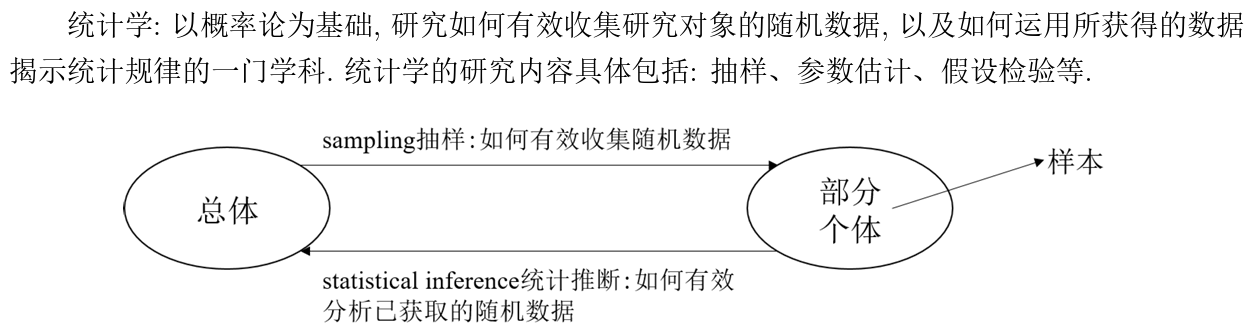 统计学: 以概率论为基础, 研究如何有效收集研究对象的随机数据, 以及如何运用所获得的数据
揭示统计规律的一门学科. 统计学的研究内容具体包括: 抽样、参数估计、假设检验等.
sampling抽样:如何有效收集随机数据
总体
部分
个体
样本
statistical inference统计推断:如何有效
分析已获取的随机数据